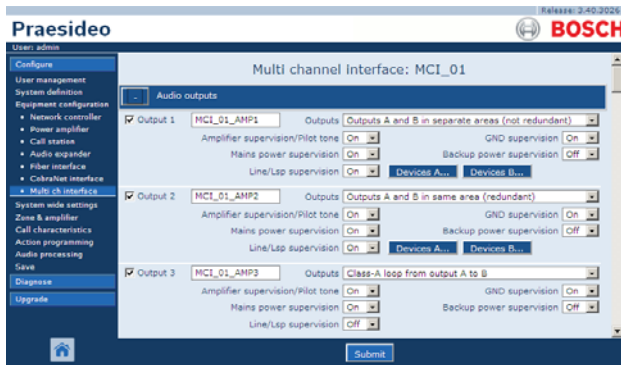 Release: 3.40.3026
Praesideo
BOSCH
User: admin
Configure
User management
System definition
Equipment configuration
• Network controller
• Power amplifier
• Call station
• Audio expander
• Fiber interface
• CobraNet interface
• Multi ch interface
System wide settings
Zone & amplifier
Call characteristics
Action programming
Audio processing
Save
Diagnose
Upgrade
Multi channel interface: MCI_01
- Audio outputs
Output 1 MCI_01_AMP1 Outputs Outputs A and B in separate areas (not redundant)
Amplifier supervision/Pilot tone On GND supervision On
Mains power supervision On Backup power supervision Off
Line/Lsp supervision On Devices A... Devices B...
Output 2 MCI_01_AMP2 Outputs Outputs A and B in same area (redundant)
Amplifier supervision/Pilot tone On GND supervision On
Mains power supervision On Backup power supervision Off
Line/Lsp supervision On Devices A... Devices B...
Output 3 MCI_01_AMP3 Outputs Class-A loop from output A to B
Amplifier supervision/Pilot tone On GND supervision On
Mains power supervision On Backup power supervision Off
Line/Lsp supervision Off
Submit